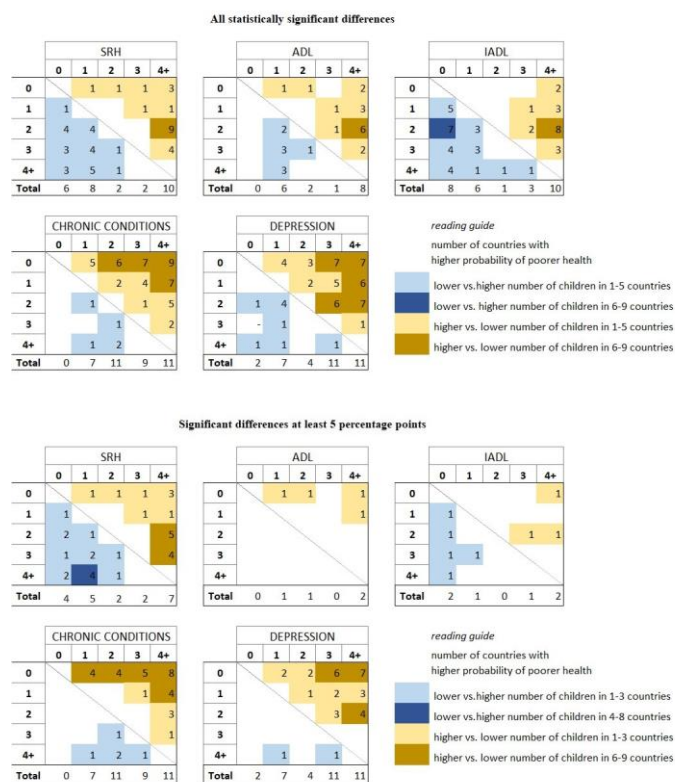 All statistically significant differences
SRH
0 1 2 3 4+
0 1 1 1 3
1 1 1 1
2 4 4 9
3 3 4 1 4
4+ 3 5 1
Total 6 8 2 2 10
ADL
0 1 2 3 4+
0 1 1 2
1 1 3
2 2 1 6
3 3 1 2
4+ 3
Total 0 6 2 1 8
IADL
0 1 2 3 4+
0 2
1 5 1 3
2 7 3 2 8
3 4 3 3
4+ 4 1 1 1
Total 8 6 1 3 10
CHRONIC CONDITIONS
0 1 2 3 4+
0 5 6 7 9
1 2 4 7
2 1 1 5
3 1 2
4+ 1 2
Total 0 7 11 9 11
DEPRESSION
0 1 2 3 4+
0 4 3 7 7
1 2 5 6
2 1 4 6 7
3 - 1 1
4+ 1 1 1
Total 2 7 4 11 11
reading guide
number of countries with
higher probability of poorer health
lower vs.higher number of children in 1-5 countries
lower vs. higher number of children in 6-9 countries
higher vs. lower number of children in 1-5 countries
higher vs. lower number of children in 6-9 countries
Significant differences at least 5 percentage points
SRH
0 1 2 3 4+
0 1 1 1 3
1 1 1 1
2 2 1 5
3 1 2 1 4
4+ 2 4 1
Total 4 5 2 2 7
ADL
0 1 2 3 4+
0 1 1 1
1 1
2
3
4+
Total 0 1 1 0 2
IADL
0 1 2 3 4+
0 1
1 1
2 1 1 1
3 1 1
4+ 1
Total 2 1 0 1 2
CHRONIC CONDITIONS
0 1 2 3 4+
0 4 4 5 8
1 1 4
2 3
3 1 1
4+ 1 2 1
Total 0 7 11 9 11
DEPRESSION
0 1 2 3 4+
0 2 2 6 7
1 1 2 3
2 3 4
3
4+ 1 1
Total 2 7 4 11 11
reading guide
number of countries with
higher probability of poorer health
lower vs.higher number of children in 1-3 countries
lower vs. higher number of children in 4-8 countries
higher vs. lower number of children in 1-3 countries
higher vs. lower number of children in 6-9 countries